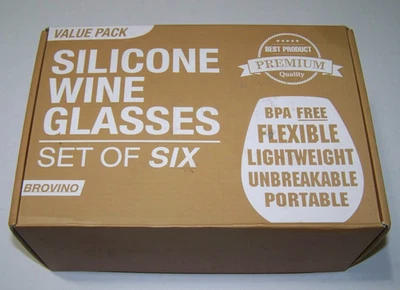 VALUE PACK
SILICONE
WINE
GLASSES
SET OF SIX
BROVINO
BEST PRODUCT
PREMIUM
Quality
BPA FREE
FLEXIBLE
LIGHTWEIGHT
UNBREAKABLE
PORTABLE